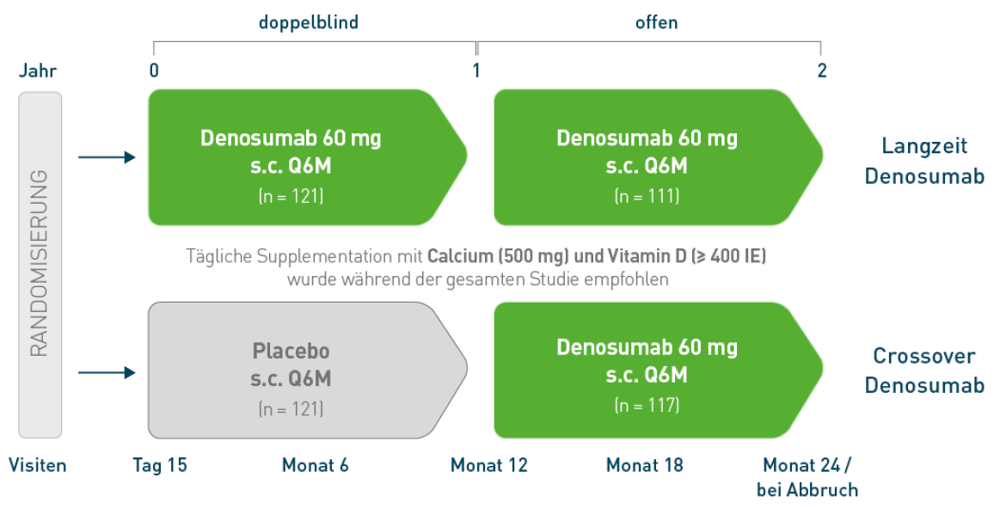 doppelblind
offen
Jahr
0
1
2
RANDOMISIERUNG
Denosumab 60 mg
s.c. Q6M
(n = 121)
Denosumab 60 mg
s.c. Q6M
(n = 111)
Langzeit
Denosumab
Tägliche Supplementation mit Calcium (500 mg) und Vitamin D (≥ 400 IE)
wurde während der gesamten Studie empfohlen
Placebo
s.c. Q6M
(n = 121)
Denosumab 60 mg
s.c. Q6M
(n = 117)
Crossover
Denosumab
Visiten
Tag 15
Monat 6
Monat 12
Monat 18
Monat 24 /
bei Abbruch